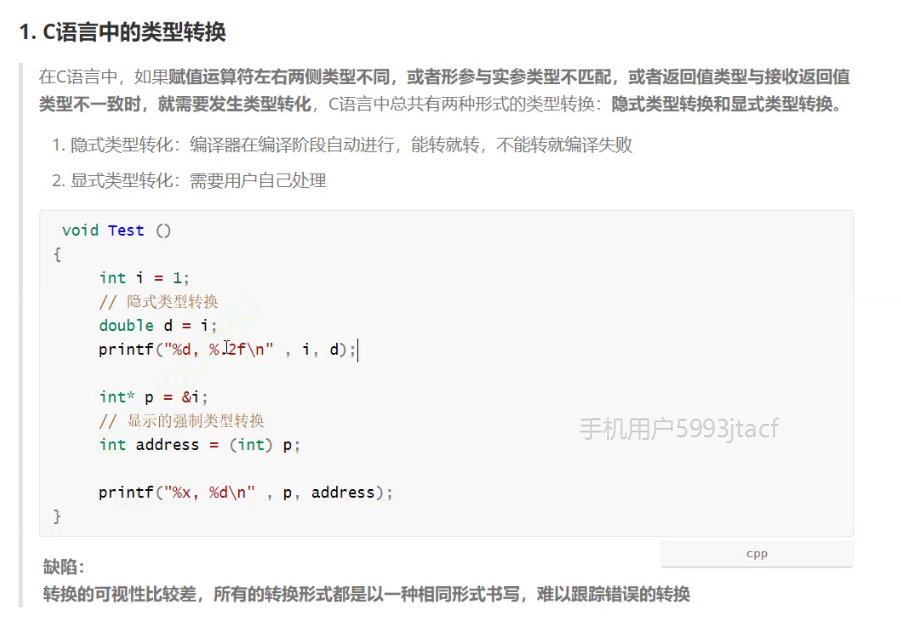 1. C语言中的类型转换
在C语言中，如果赋值运算符左右两侧类型不同，或者形参与实参类型不匹配，或者返回值类型与接收返回值
类型不一致时，就需要发生类型转化，C语言中总共有两种形式的类型转换：隐式类型转换和显式类型转换。
1. 隐式类型转化：编译器在编译阶段自动进行，能转就转，不能转就编译失败
2. 显式类型转化：需要用户自己处理
void Test ()
{
int i = 1;
// 隐式类型转换
double d = i;
printf("%d, %.2f\n" , i, d);
int* p = &i;
// 显示的强制类型转换
int address = (int) p;
手机用户5993jtacf
printf("%x, %d\n" , p, address);
}
cpp
缺陷：
转换的可视性比较差，所有的转换形式都是以一种相同形式书写，难以跟踪错误的转换